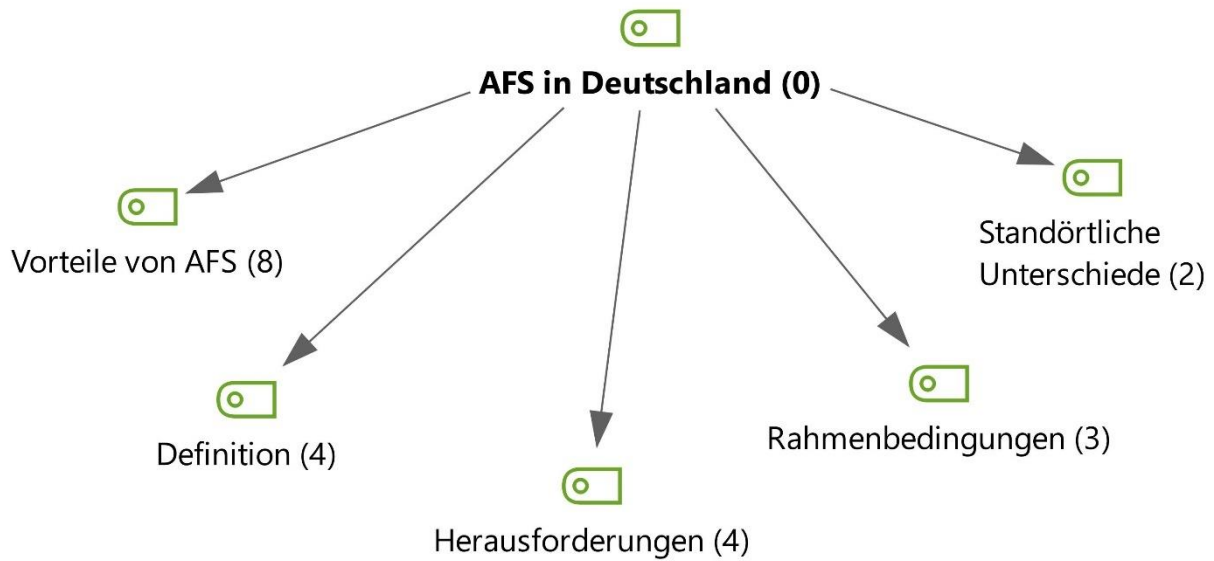 AFS in Deutschland (0)
Vorteile von AFS (8)
Standörtliche
Unterschiede (2)
Definition (4)
Rahmenbedingungen (3)
Herausforderungen (4)